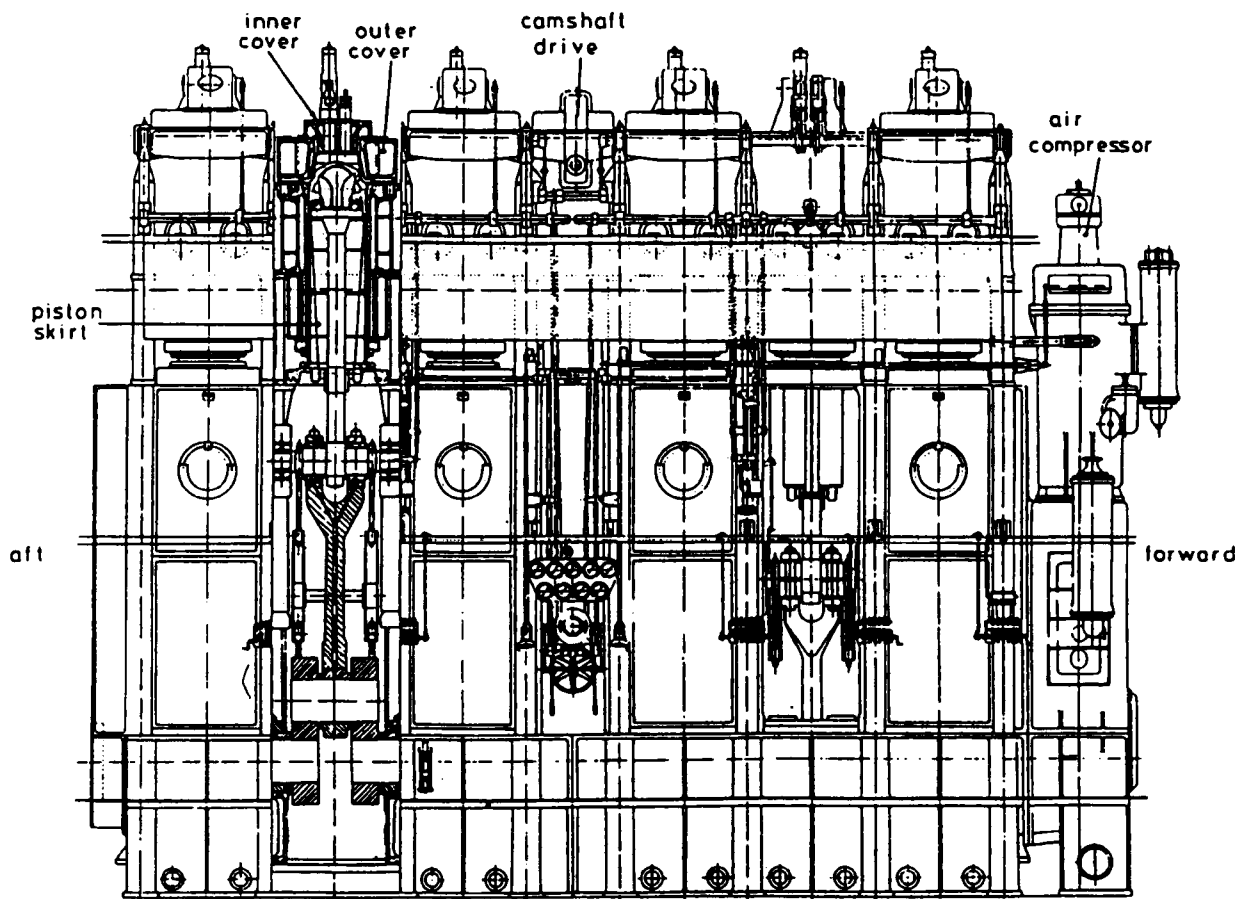 inner
cover
outer
cover
camshaft
drive
air
compressor
piston
skirt
aft
forward